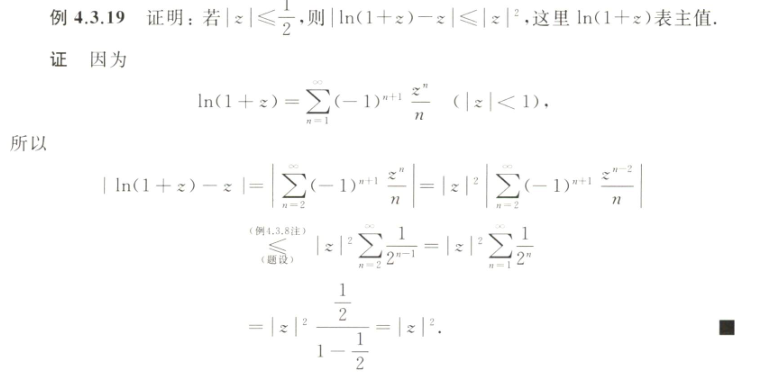 例 4.3.19 证明：若|z|≤1/2,则|ln(1+z)−z|≤|z|²,这里 ln(1+z)表主值.
证 因为
ln(1+z)=∑_{n=1}^{∞}(−1)^{n+1} z^n/n (|z|<1),
所以
|ln(1+z)−z|=|∑_{n=2}^{∞}(−1)^{n+1} z^n/n|=|z|²|∑_{n=2}^{∞}(−1)^{n+1} z^{n−2}/n|
(例4.3.8注) ≤ (题设) |z|²∑_{n=2}^{∞} 1/2^{n−1}=|z|²∑_{n=1}^{∞} 1/2^n
=|z|² (1/2)/(1−1/2)=|z|². ■